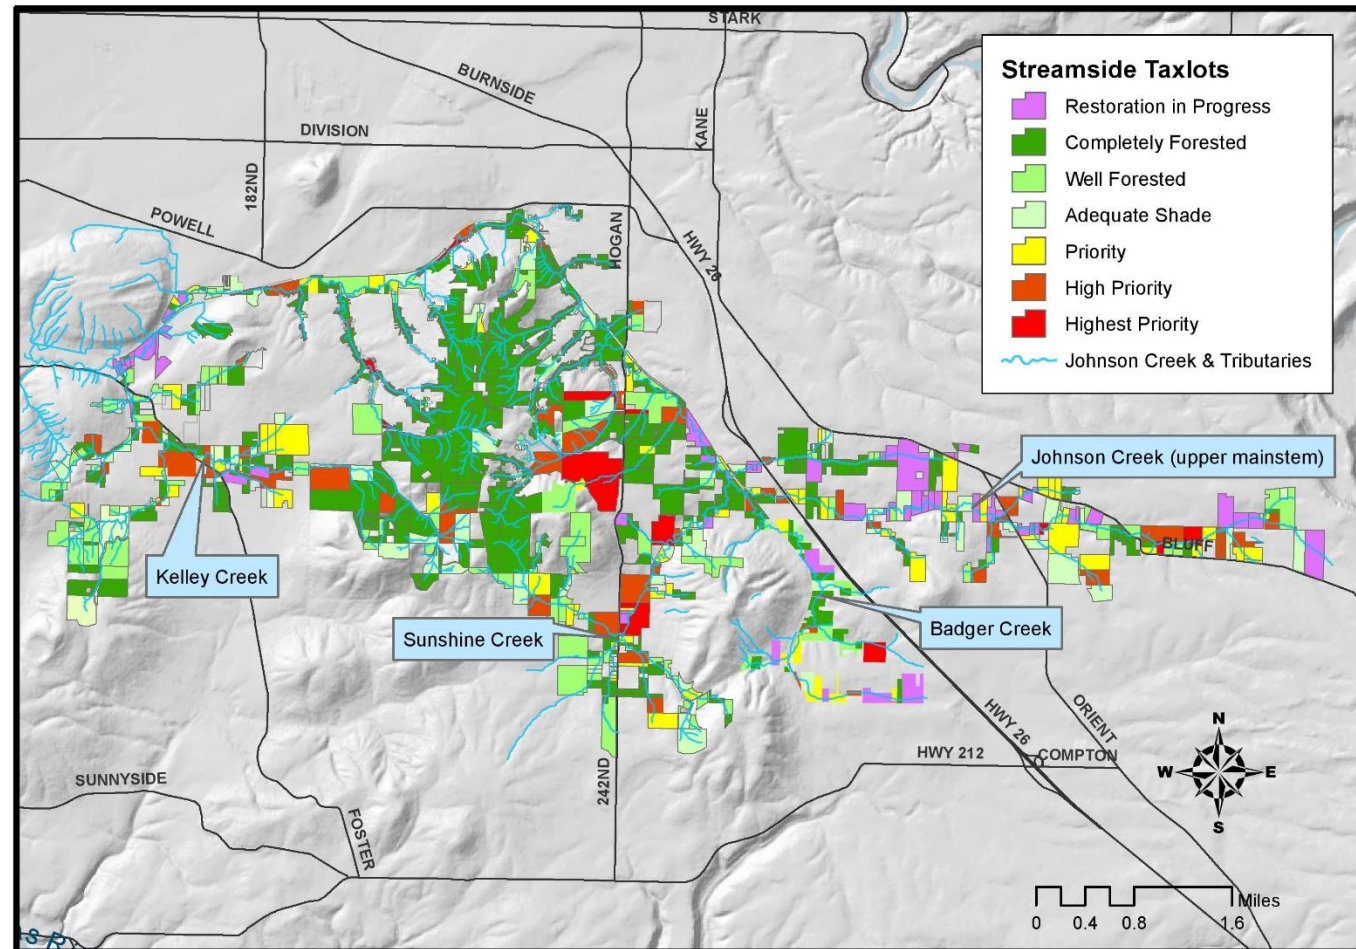 STARK
BURNSIDE
DIVISION
KANE
182ND
POWELL
HOGAN
HWY 26
Streamside Taxlots
Restoration in Progress
Completely Forested
Well Forested
Adequate Shade
Priority
High Priority
Highest Priority
Johnson Creek & Tributaries
Johnson Creek (upper mainstem)
BLUFF
Kelley Creek
Sunshine Creek
Badger Creek
HWY 26
ORIENT
HWY 212
COMPTON
SUNNYSIDE
242ND
FOSTER
N
W E
S
Miles
0 0.4 0.8 1.6